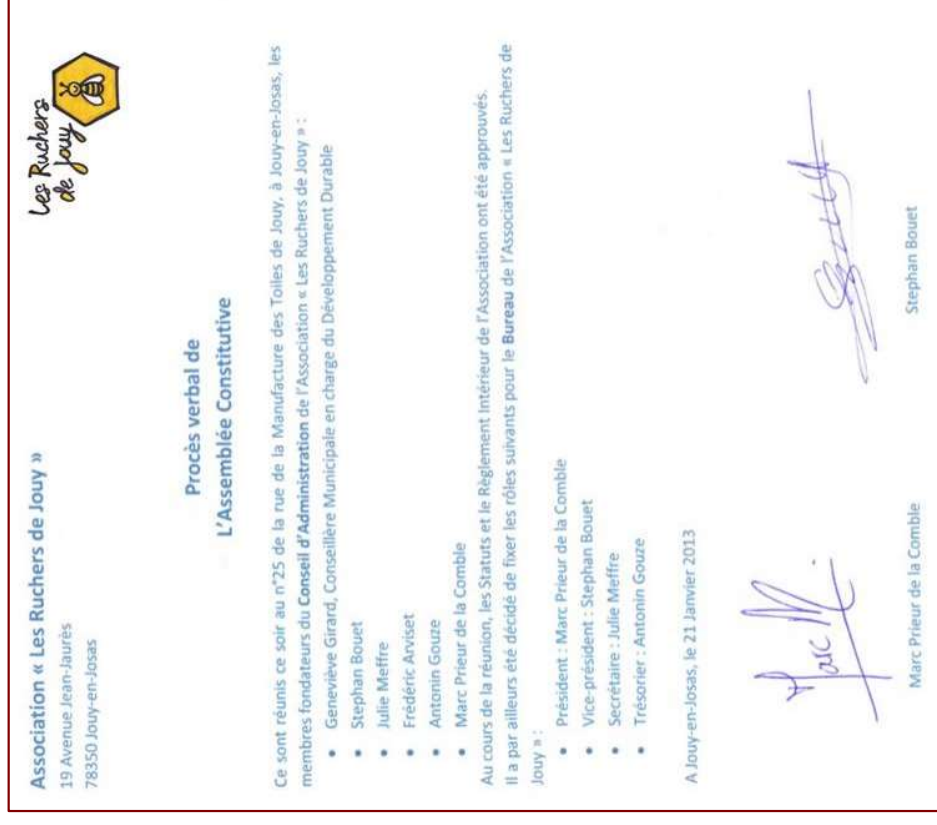 Association « Les Ruchers de Jouy »
19 Avenue Jean-Jaurès
78350 Jouy-en-Josas
Les Ruchers
de Jouy
Procès verbal de
L'Assemblée Constitutive
Ce sont réunis ce soir au n°25 de la rue de la Manufacture des Toiles de Jouy, à Jouy-en-Josas, les
membres fondateurs du Conseil d'Administration de l'Association « Les Ruchers de Jouy » :
• Geneviève Girard, Conseillère Municipale en charge du Développement Durable
• Stephan Bouet
• Julie Meffre
• Frédéric Arviset
• Antonin Gouze
• Marc Prieur de la Comble
Au cours de la réunion, les Statuts et le Règlement Intérieur de l'Association ont été approuvés.
Il a par ailleurs été décidé de fixer les rôles suivants pour le Bureau de l'Association « Les Ruchers de
Jouy » :
• Président : Marc Prieur de la Comble
• Vice-président : Stephan Bouet
• Secrétaire : Julie Meffre
• Trésorier : Antonin Gouze
A Jouy-en-Josas, le 21 Janvier 2013
Marc
Marc Prieur de la Comble
Stephan Bouet